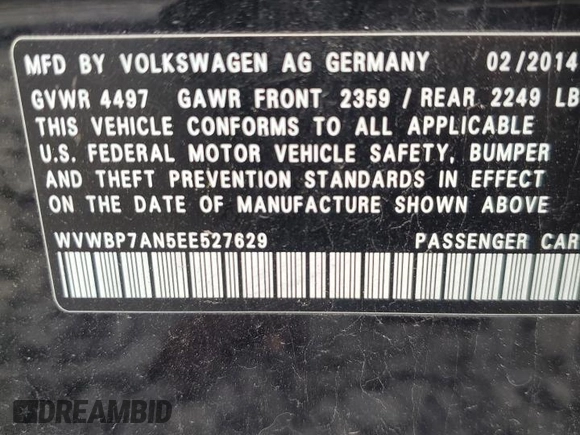 MFD BY VOLKSWAGEN AG GERMANY 02/2014
GVWR 4497 GAWR FRONT 2359 / REAR 2249 LB
THIS VEHICLE CONFORMS TO ALL APPLICABLE
U.S. FEDERAL MOTOR VEHICLE SAFETY, BUMPER
AND THEFT PREVENTION STANDARDS IN EFFECT
ON THE DATE OF MANUFACTURE SHOWN ABOVE
WVWBP7AN5EE527629 PASSENGER CAR
DREAMBID